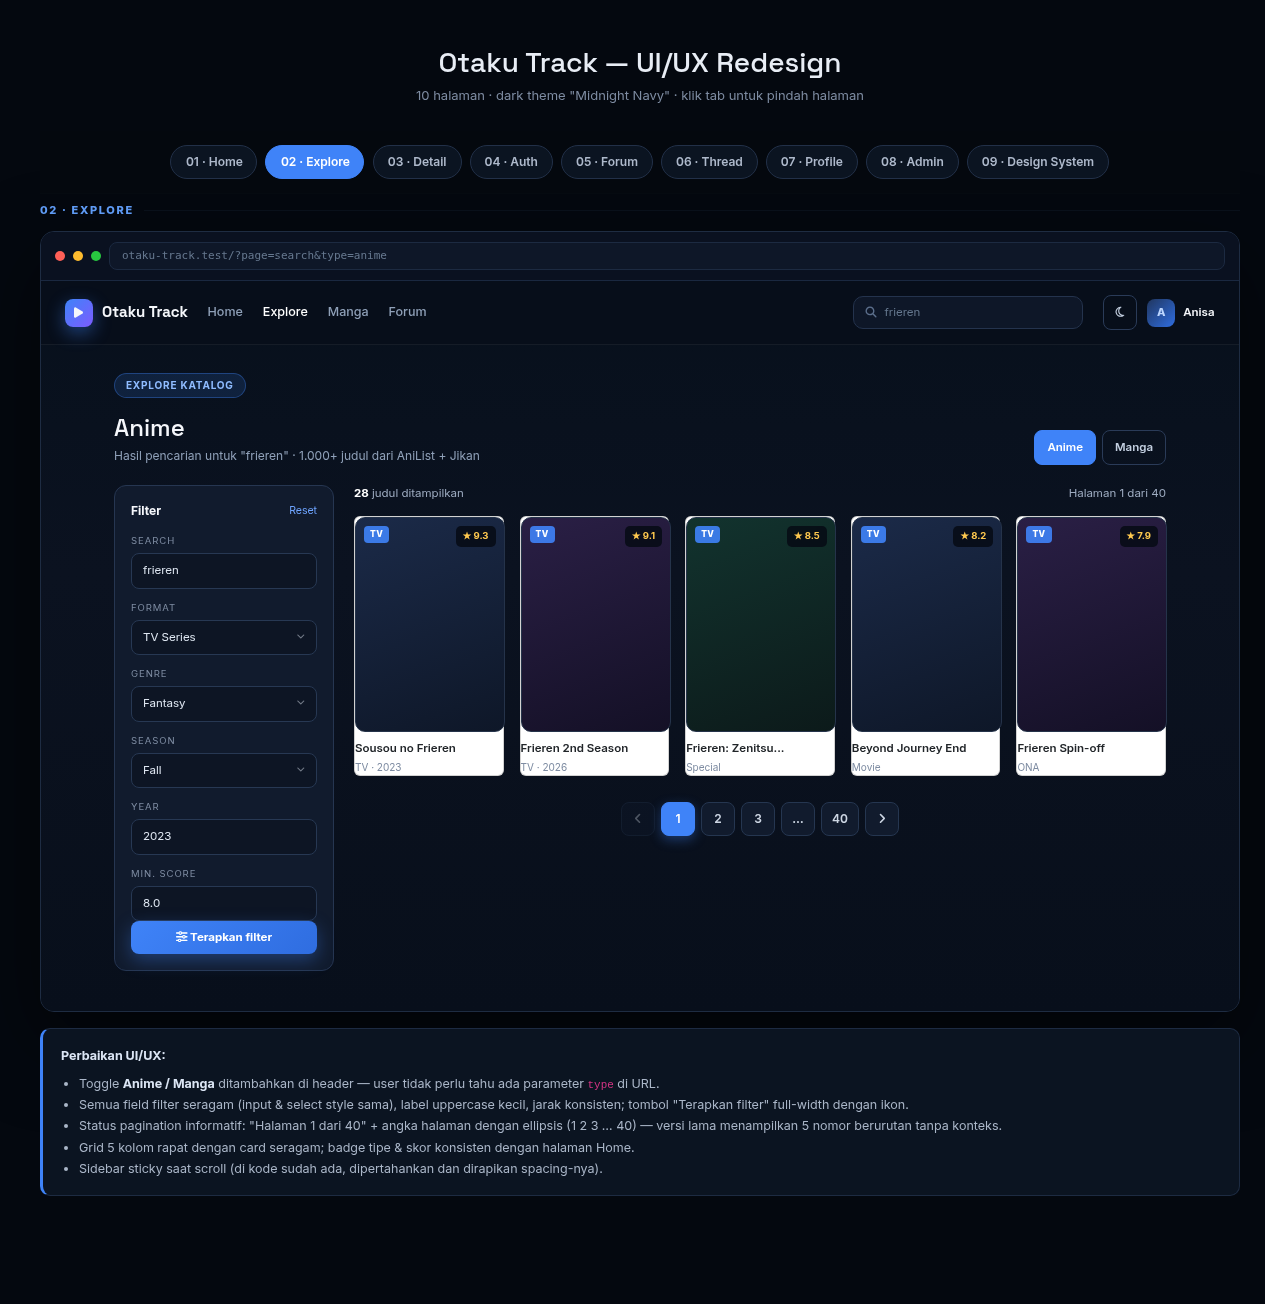 Otaku Track — UI/UX Redesign
10 halaman · dark theme "Midnight Navy" · klik tab untuk pindah halaman
01 · Home
02 · Explore
03 · Detail
04 · Auth
05 · Forum
06 · Thread
07 · Profile
08 · Admin
09 · Design System
02 · EXPLORE
otaku-track.test/?page=search&type=anime
Otaku Track
Home
Explore
Manga
Forum
frieren
A
Anisa
EXPLORE KATALOG
Anime
Hasil pencarian untuk "frieren" · 1.000+ judul dari AniList + Jikan
Anime
Manga
Filter
Reset
SEARCH
frieren
FORMAT
TV Series
GENRE
Fantasy
SEASON
Fall
YEAR
2023
MIN. SCORE
8.0
Terapkan filter
28 judul ditampilkan
Halaman 1 dari 40
TV
★ 9.3
Sousou no Frieren
TV · 2023
TV
★ 9.1
Frieren 2nd Season
TV · 2026
TV
★ 8.5
Frieren: Zenitsu...
Special
TV
★ 8.2
Beyond Journey End
Movie
TV
★ 7.9
Frieren Spin-off
ONA
1
2
3
...
40
Perbaikan UI/UX:
• Toggle Anime / Manga ditambahkan di header — user tidak perlu tahu ada parameter type di URL.
• Semua field filter seragam (input & select style sama), label uppercase kecil, jarak konsisten; tombol "Terapkan filter" full-width dengan ikon.
• Status pagination informatif: "Halaman 1 dari 40" + angka halaman dengan ellipsis (1 2 3 ... 40) — versi lama menampilkan 5 nomor berurutan tanpa konteks.
• Grid 5 kolom rapat dengan card seragam; badge tipe & skor konsisten dengan halaman Home.
• Sidebar sticky saat scroll (di kode sudah ada, dipertahankan dan dirapikan spacing-nya).